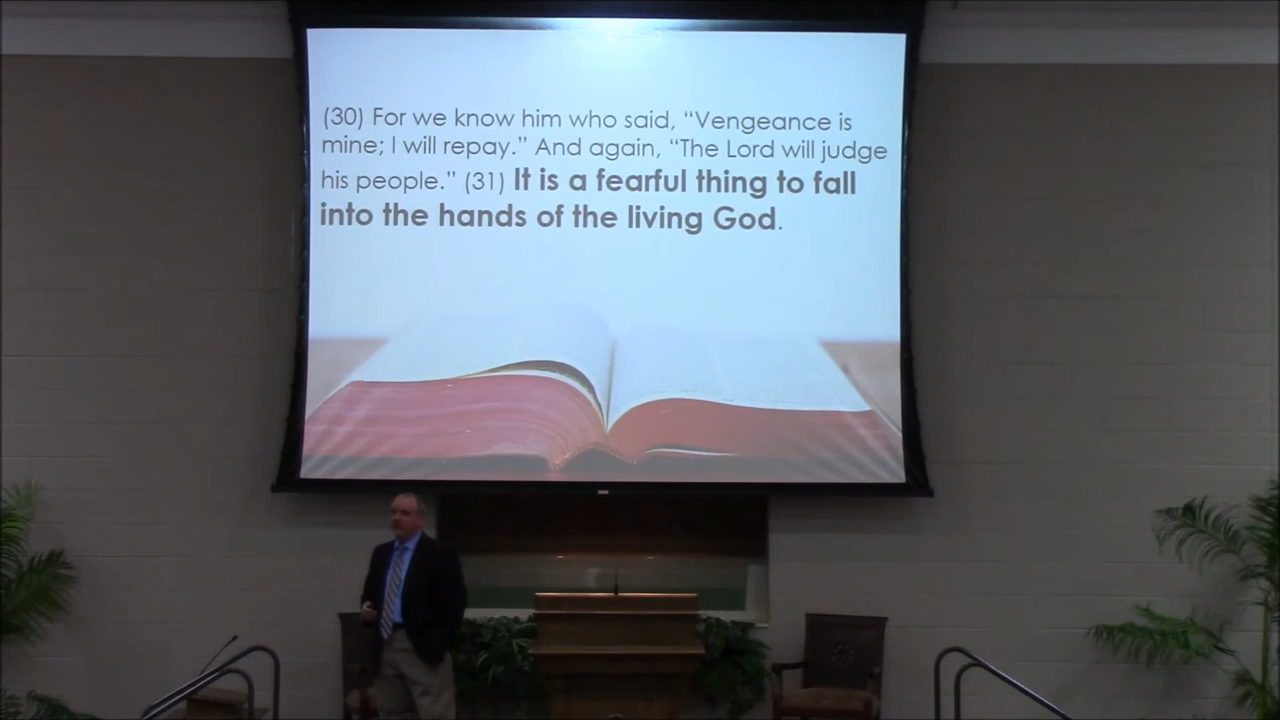 (30) For we know him who said, “Vengeance is
mine; I will repay.” And again, “The Lord will judge
his people.” (31) It is a fearful thing to fall
into the hands of the living God.